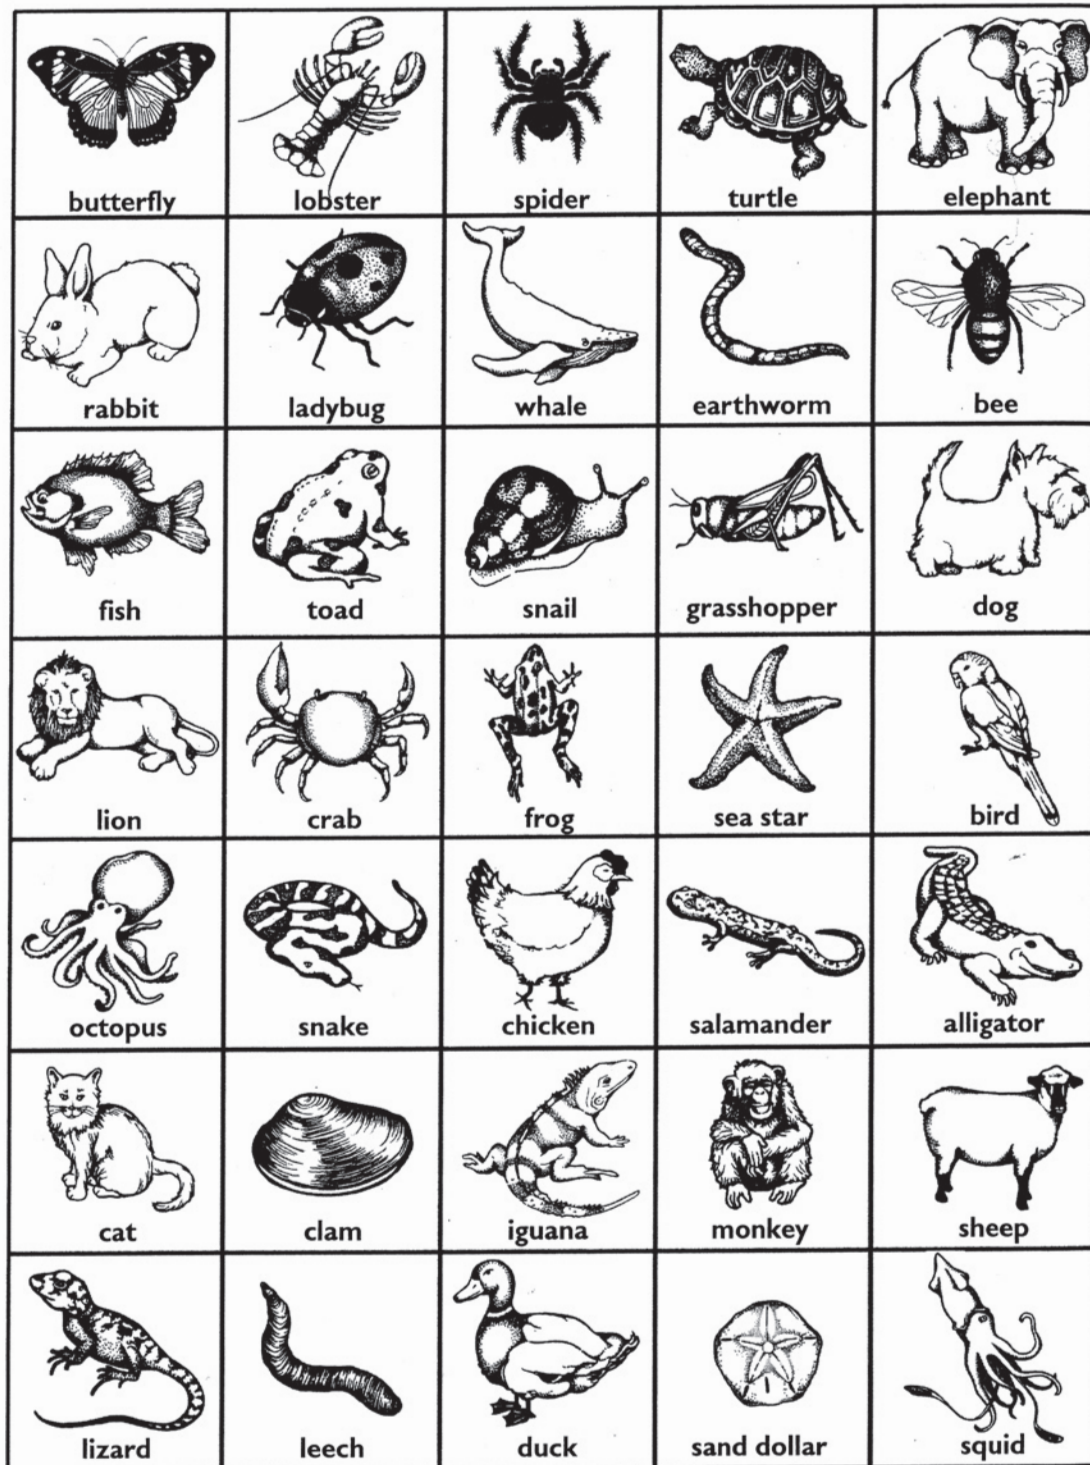 butterfly lobster spider turtle elephant
rabbit ladybug whale earthworm bee
fish toad snail grasshopper dog
lion crab frog sea star bird
octopus snake chicken salamander alligator
cat clam iguana monkey sheep
lizard leech duck sand dollar squid